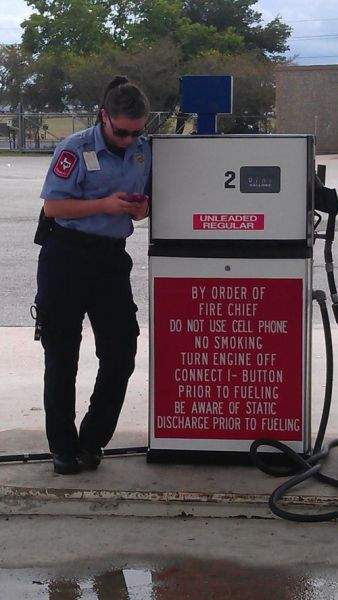 2
GALLONS
UNLEADED
REGULAR
BY ORDER OF
FIRE CHIEF
DO NOT USE CELL PHONE
NO SMOKING
TURN ENGINE OFF
CONNECT I- BUTTON
PRIOR TO FUELING
BE AWARE OF STATIC
DISCHARGE PRIOR TO FUELING